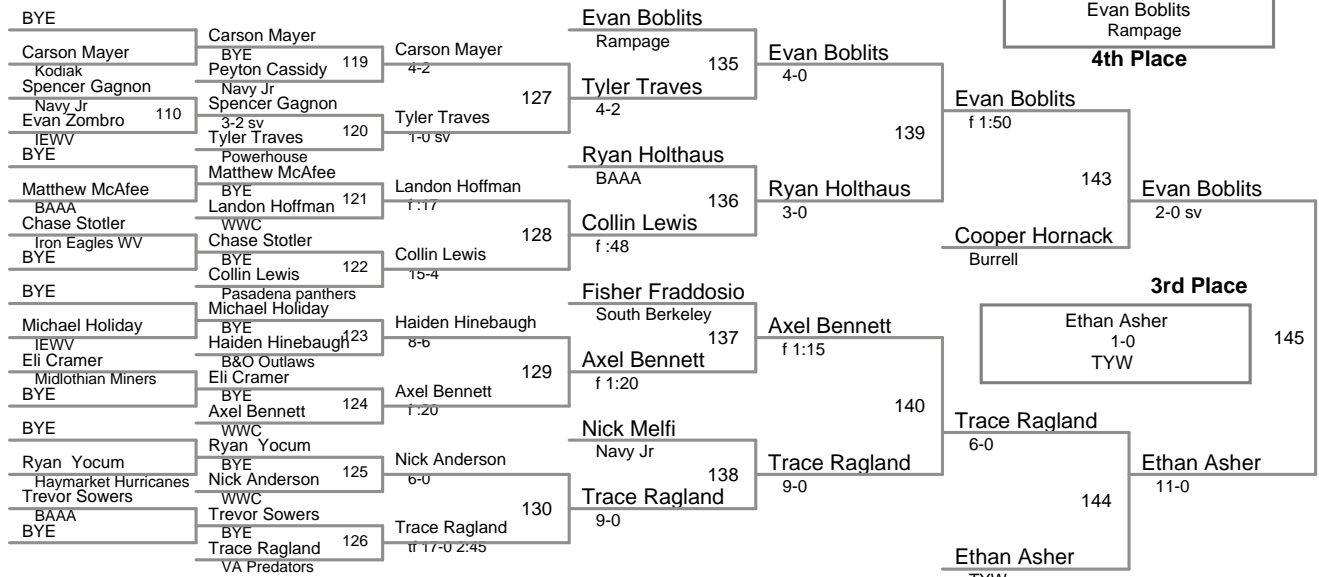 BYE
Carson Mayer
Kodiak
Spencer Gagnon
Navy Jr
110
Evan Zombro
IEWV
BYE
Matthew McAfee
BAAA
Chase Stotler
Iron Eagles WV
BYE
BYE
Michael Holiday
IEWV
Eli Cramer
Midlothian Miners
BYE
BYE
Ryan Yocum
Haymarket Hurricanes
Trevor Sowers
BAAA
BYE
Carson Mayer
BYE
119
Peyton Cassidy
Navy Jr
Spencer Gagnon
3-2 sv
120
Tyler Traves
Powerhouse
Matthew McAfee
BYE
121
Landon Hoffman
WWC
Chase Stotler
BYE
122
Collin Lewis
Pasadena panthers
Michael Holiday
BYE
123
Haiden Hinebaugh
B&O Outlaws
Eli Cramer
BYE
124
Axel Bennett
WWC
Ryan Yocum
BYE
125
Nick Anderson
WWC
Trevor Sowers
BYE
126
Trace Ragland
VA Predators
Carson Mayer
4-2
127
Tyler Traves
1-0 sv
Landon Hoffman
f :17
128
Collin Lewis
15-4
Haiden Hinebaugh
8-6
129
Axel Bennett
f :20
Nick Anderson
6-0
130
Trace Ragland
tf 17-0 2:45
Evan Boblits
Rampage
135
Tyler Traves
4-2
Ryan Holthaus
BAAA
136
Collin Lewis
f :48
Fisher Fraddosio
South Berkeley
137
Axel Bennett
f 1:20
Nick Melfi
Navy Jr
138
Trace Ragland
9-0
Evan Boblits
4-0
139
Ryan Holthaus
3-0
Axel Bennett
f 1:15
140
Trace Ragland
9-0
Evan Boblits
f 1:50
143
Cooper Hornack
Burrell
Trace Ragland
6-0
144
Ethan Asher
TYW
Evan Boblits
2-0 sv
145
Ethan Asher
11-0
Evan Boblits
Rampage
4th Place
3rd Place
Ethan Asher
1-0
TYW